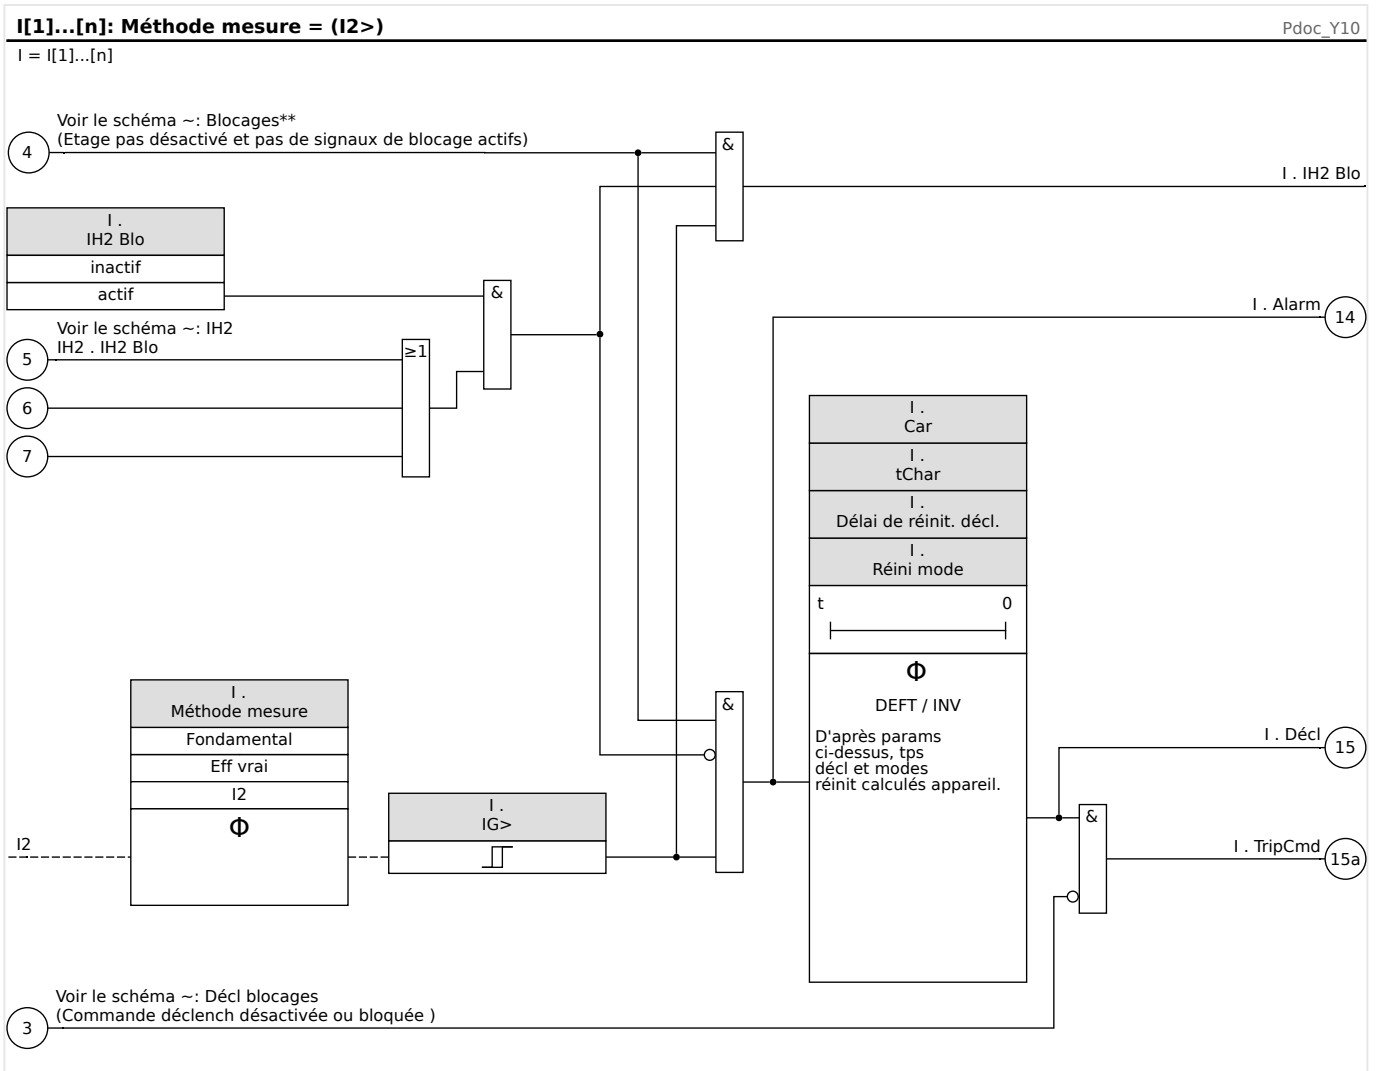 I[1]...[n]: Méthode mesure = (I2>)
Pdoc_Y10
I = I[1]...[n]
Voir le schéma ~: Blocages**
(Etage pas désactivé et pas de signaux de blocage actifs)
4
&
I . IH2 Blo
I .
IH2 Blo
inactif
actif
&
I . Alarm
14
Voir le schéma ~: IH2
IH2 . IH2 Blo
5
≥1
6
7
I .
Car
I .
tChar
I .
Délai de réinit. décl.
I .
Réini mode
t 0
Φ
DEFT / INV
D'après params
ci-dessus, tps
décl et modes
réinit calculés appareil.
&
I .
Méthode mesure
Fondamental
Eff vrai
I2
Φ
I2
I .
IG>
I . Décl
15
&
I . TripCmd
15a
Voir le schéma ~: Décl blocages
(Commande déclench désactivée ou bloquée )
3